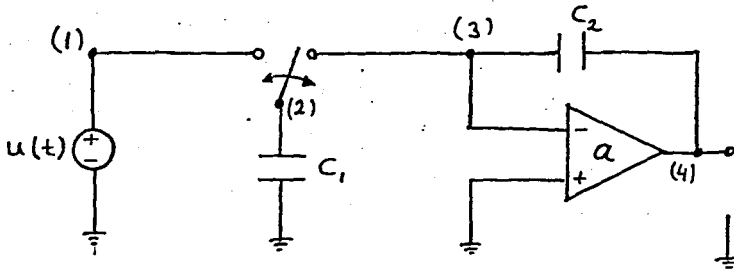 (1)
(3)
C2
(2)
u(t)
+
-
C1
-
a
+
(4)